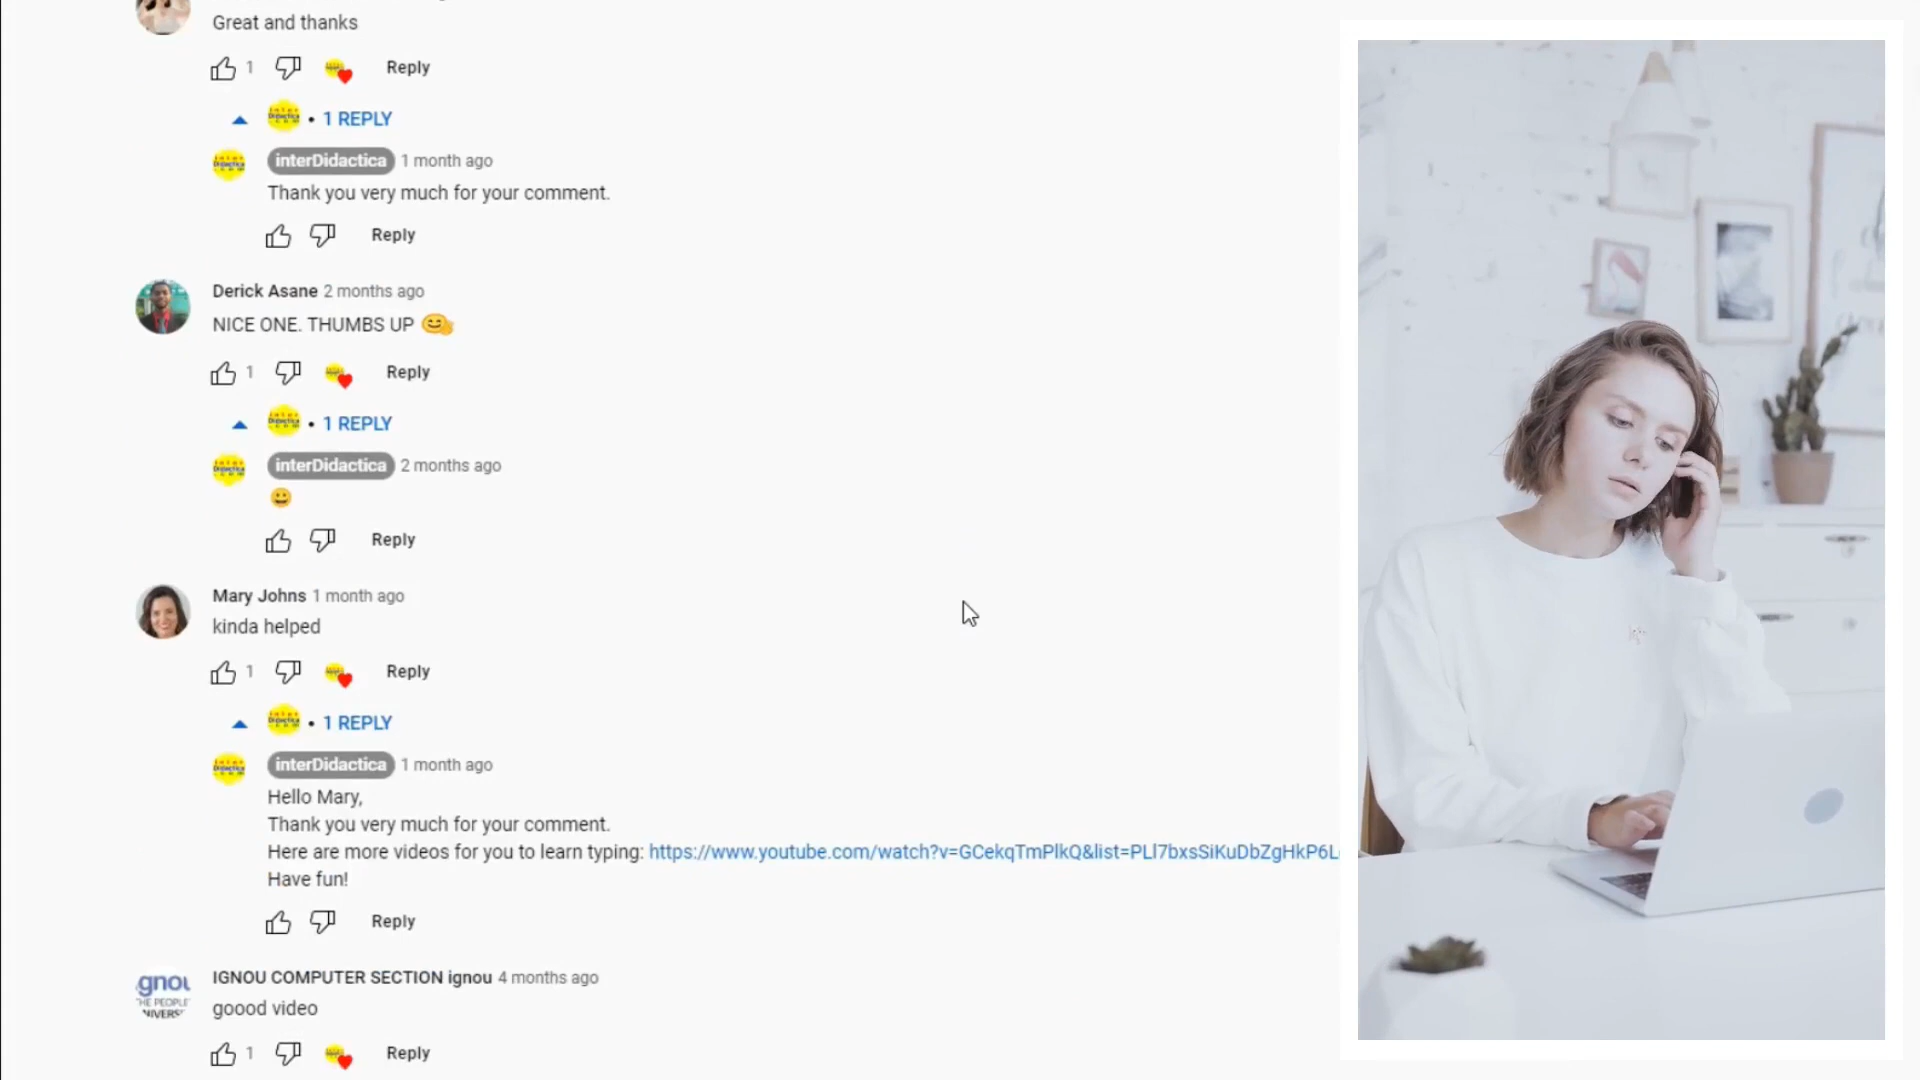 Great and thanks
1 Reply
1 REPLY
interDidactica 1 month ago
Thank you very much for your comment.
Reply
Derick Asane 2 months ago
NICE ONE. THUMBS UP 🤗
1 Reply
1 REPLY
interDidactica 2 months ago
😀
Reply
Mary Johns 1 month ago
kinda helped
1 Reply
1 REPLY
interDidactica 1 month ago
Hello Mary,
Thank you very much for your comment.
Here are more videos for you to learn typing: https://www.youtube.com/watch?v=GCekqTmPlkQ&list=PLl7bxsSiKuDbZgHkP6L
Have fun!
Reply
IGNOU COMPUTER SECTION ignou 4 months ago
goood video
1 Reply